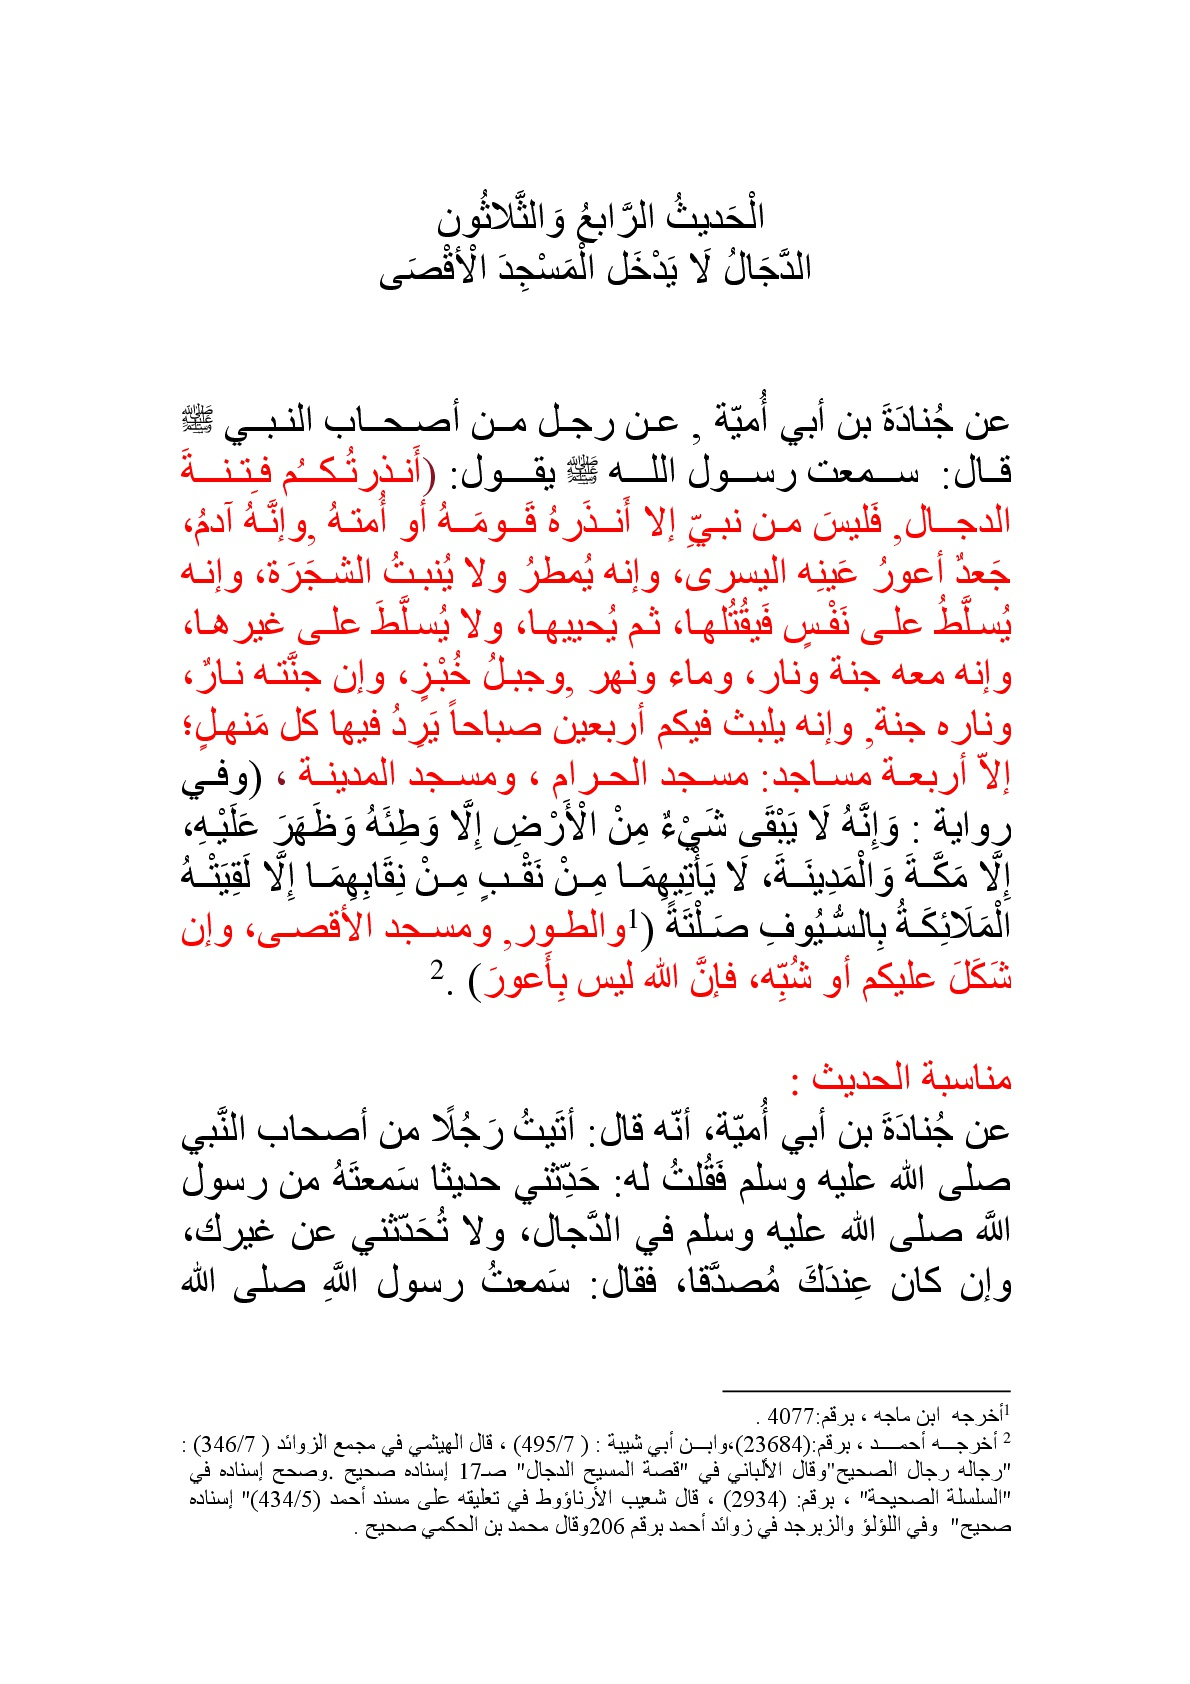 الْحَديثُ الرَّابعُ وَالثَّلاثُون
الدَّجَالُ لَا يَدْخَل الْمَسْجِدَ الْأقْصَى
عن جُنادَةَ بن أبي أُميّة , عن رجل من أصحاب النبي ﷺ
قال: سمعت رسول الله ﷺ يقول: (أَنذرتُكُم فِتنةَ
الدجال, فَليسَ من نبيِّ إلا أَنذَرهُ قَومَهُ أو أُمتهُ ,وإنَّهُ آدمُ،
جَعدٌ أعورُ عَينِه اليسرى، وإنه يُمطرُ ولا يُنبتُ الشجَرَة، وإنه
يُسلَّطُ على نَفْسٍ فَيقُتُلها، ثم يُحييها، ولا يُسلَّطَ على غيرها،
وإنه معه جنة ونار، وماء ونهر ,وجبلُ خُبْزٍ، وإن جنَّته نارٌ،
وناره جنة, وإنه يلبث فيكم أربعين صباحاً يَرِدُ فيها كل مَنهلٍ؛
إلاّ أربعة مساجد: مسجد الحرام ، ومسجد المدينة ، (وفي
رواية : وَإِنَّهُ لَا يَبْقَى شَيْءٌ مِنْ الْأَرْضِ إِلَّا وَطِئَهُ وَظَهَرَ عَلَيْهِ،
إِلَّا مَكَّةَ وَالْمَدِينَةَ، لَا يَأْتِيهِمَا مِنْ نَقْبٍ مِنْ نِقَابِهِمَا إِلَّا لَقِيَتْهُ
الْمَلَائِكَةُ بِالسُّيُوفِ صَلْتَةً (1والطور, ومسجد الأقصى، وإن
شَكَلَ عليكم أو شُبِّه، فإنَّ الله ليس بِأَعورَ) .2
مناسبة الحديث :
عن جُنادَةَ بن أبي أُميّة، أنّه قال: أتَيتُ رَجُلًا من أصحاب النَّبي
صلى الله عليه وسلم فَقُلتُ له: حَدِّثني حديثا سَمعتَهُ من رسول
اللَّه صلى الله عليه وسلم في الدَّجال، ولا تُحَدّثني عن غيرك،
وإن كان عِندَكَ مُصدَّقا، فقال: سَمعتُ رسول اللَّهِ صلى الله
1أخرجه ابن ماجه ، برقم:4077 .
2 أخرجه أحمد ، برقم:(23684)،وابن أبي شيبة : ( 495/7) ، قال الهيثمي في مجمع الزوائد ( 346/7) :
"رجاله رجال الصحيح"وقال الألباني في "قصة المسيح الدجال" صـ17 إسناده صحيح .وصحح إسناده في
"السلسلة الصحيحة" ، برقم: (2934) ، قال شعيب الأرناؤوط في تعليقه على مسند أحمد (434/5)" إسناده
صحيح" وفي اللؤلؤ والزبرجد في زوائد أحمد برقم 206وقال محمد بن الحكمي صحيح .